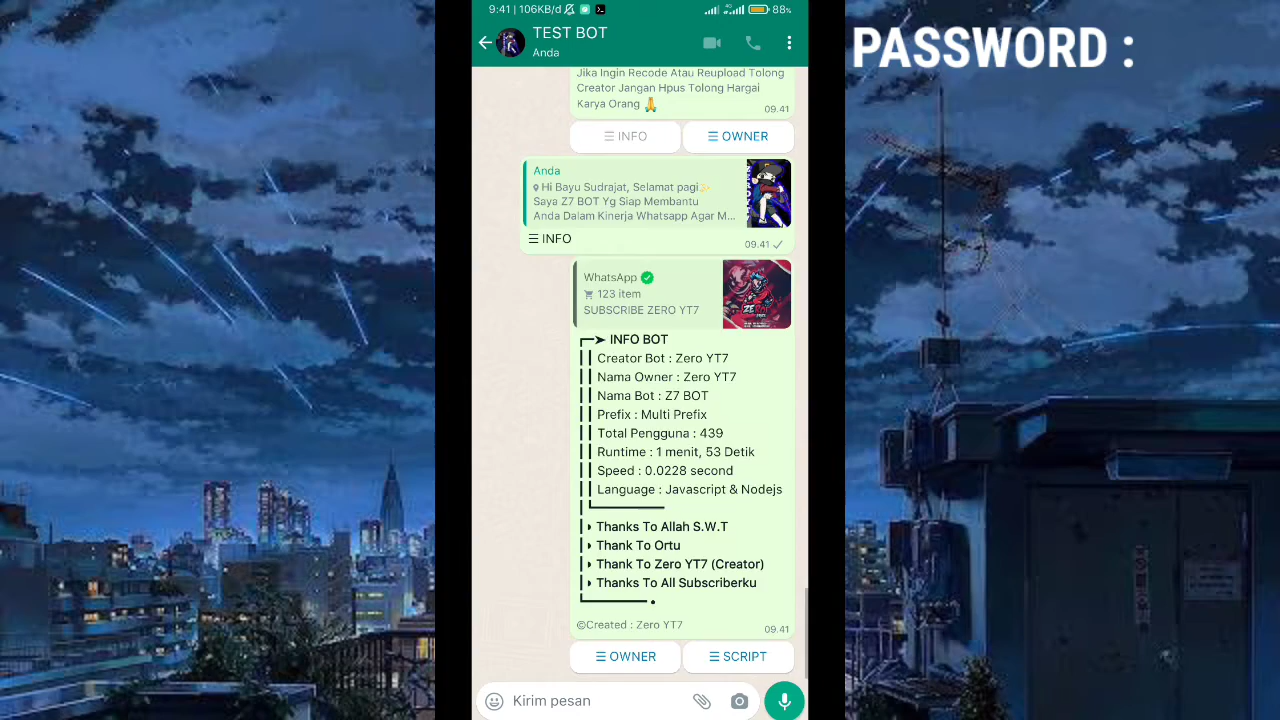 9:41 | 106KB/d
4G
88%
PASSWORD :
TEST BOT
Anda
Jika Ingin Recode Atau Reupload Tolong
Creator Jangan Hpus Tolong Hargai
Karya Orang 🙏
09.41
☰ INFO
☰ OWNER
Anda
Hi Bayu Sudrajat, Selamat pagi✨
Saya Z7 BOT Yg Siap Membantu
Anda Dalam Kinerja Whatsapp Agar M...
☰ INFO
09.41
WhatsApp
123 item
SUBSCRIBE ZERO YT7
INFO BOT
Creator Bot : Zero YT7
Nama Owner : Zero YT7
Nama Bot : Z7 BOT
Prefix : Multi Prefix
Total Pengguna : 439
Runtime : 1 menit, 53 Detik
Speed : 0.0228 second
Language : Javascript & Nodejs
Thanks To Allah S.W.T
Thank To Ortu
Thank To Zero YT7 (Creator)
Thanks To All Subscriberku
©Created : Zero YT7
09.41
☰ OWNER
☰ SCRIPT
Kirim pesan